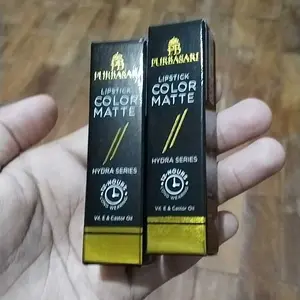 PURBASARI
LIPSTICK
COLOR
MATTE
HYDRA SERIES
Vit. E & Castor Oil
PURBASARI
LIPSTICK
COLOR
MATTE
HYDRA SERIES
Vit. E & Castor Oil